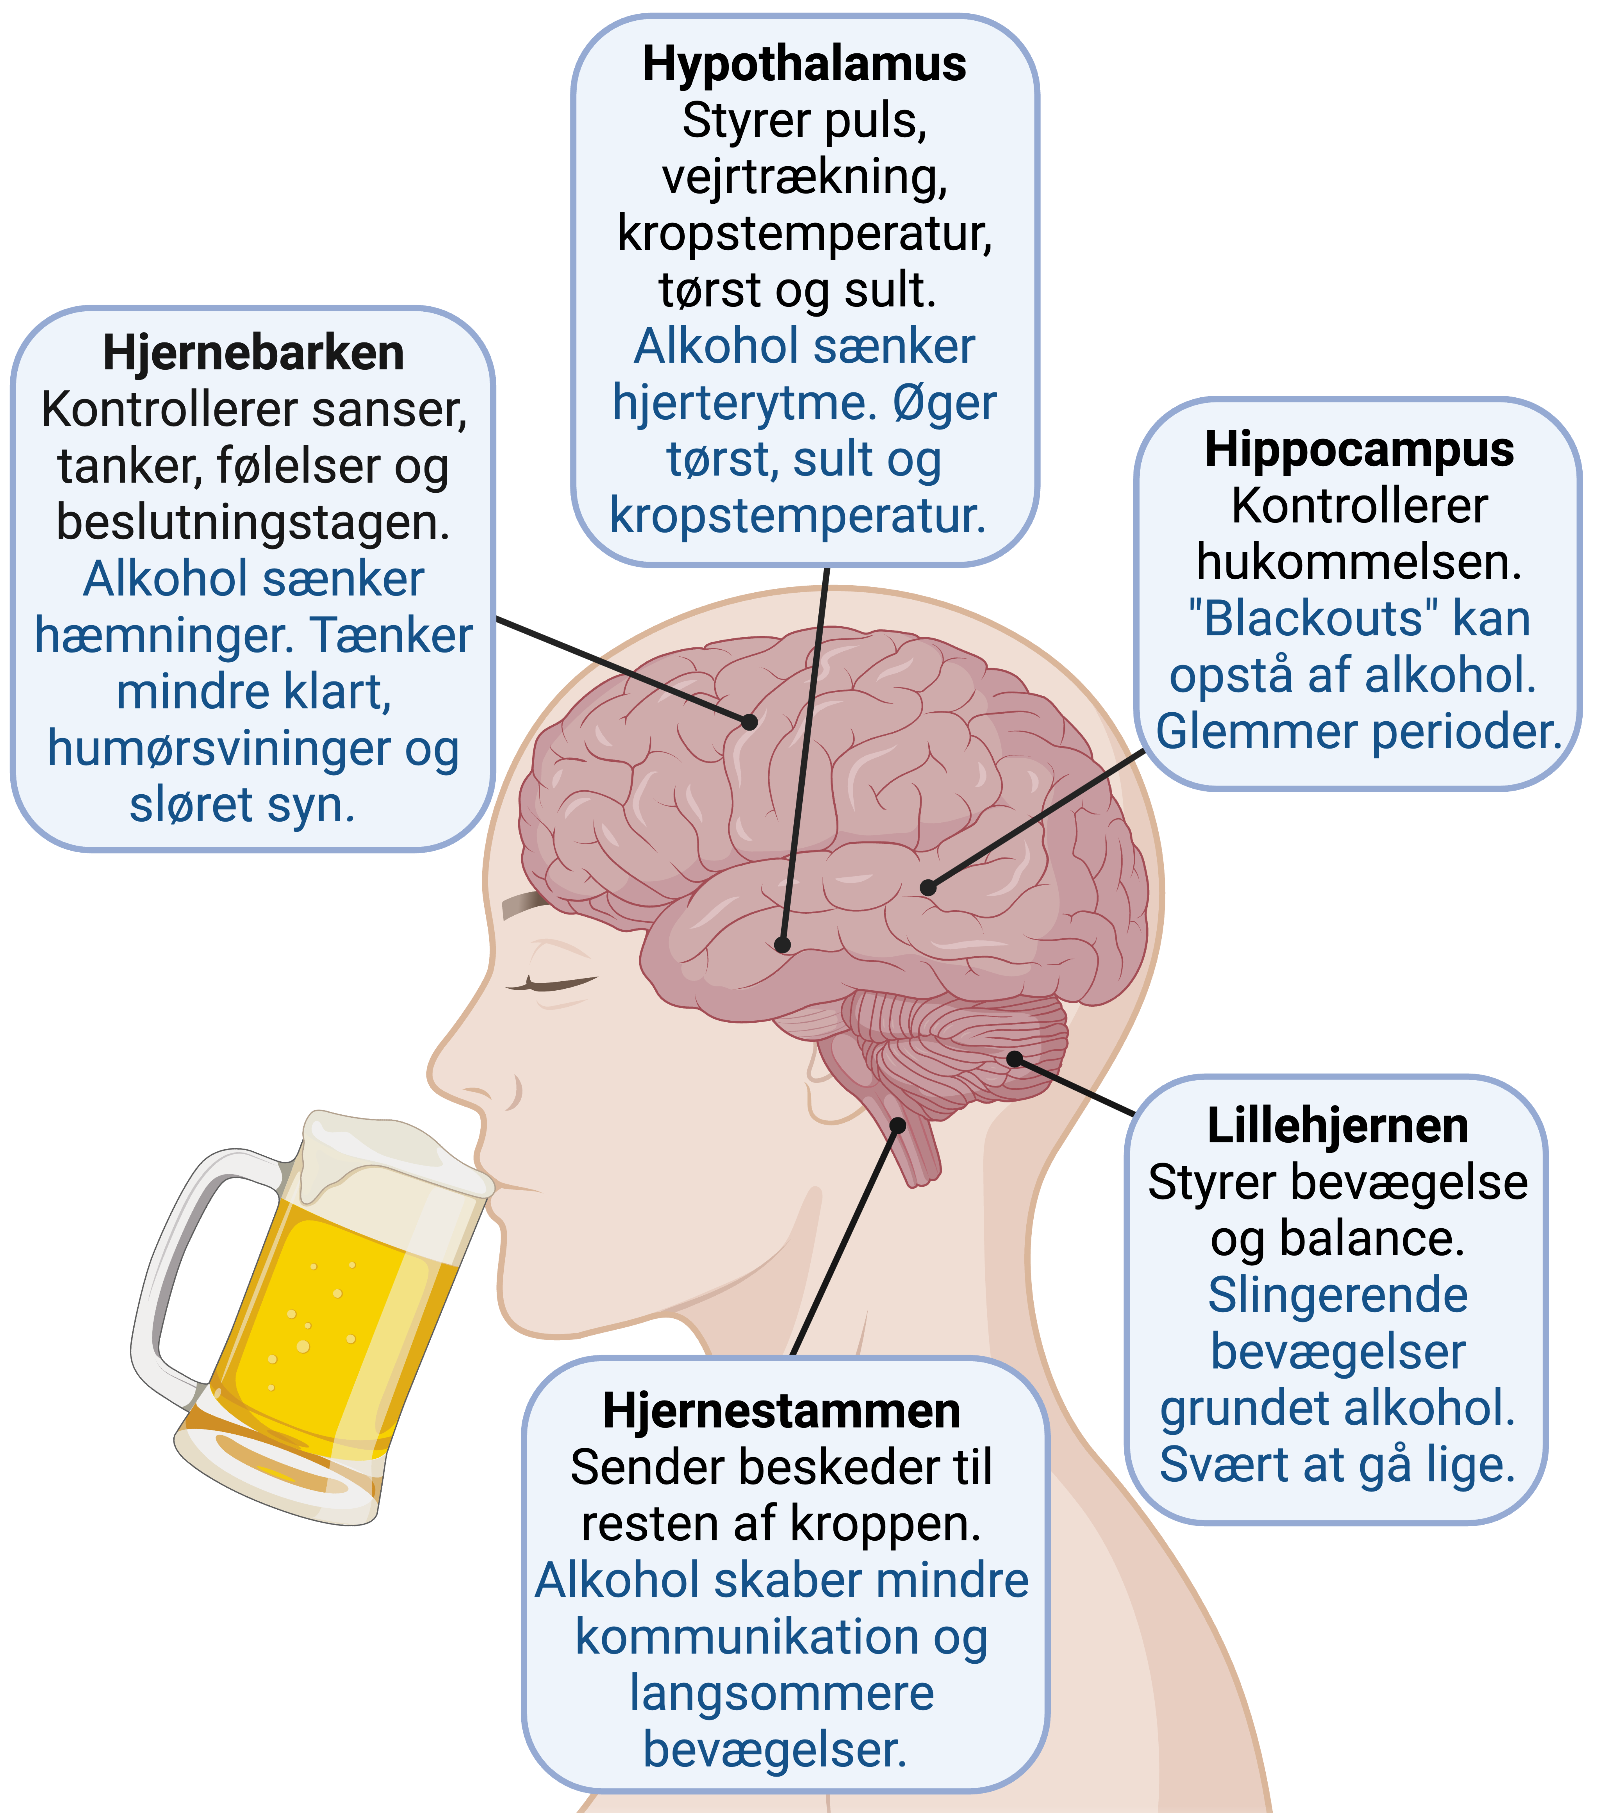 Hypothalamus
Styrer puls,
vejrtrækning,
kropstemperatur,
tørst og sult.
Alkohol sænker
hjerterytme. Øger
tørst, sult og
kropstemperatur.
Hjernebarken
Kontrollerer sanser,
tanker, følelser og
beslutningstagen.
Alkohol sænker
hæmninger. Tænker
mindre klart,
humørsvininger og
sløret syn.
Hippocampus
Kontrollerer
hukommelsen.
"Blackouts" kan
opstå af alkohol.
Glemmer perioder.
Lillehjernen
Styrer bevægelse
og balance.
Slingerende
bevægelser
grundet alkohol.
Svært at gå lige.
Hjernestammen
Sender beskeder til
resten af kroppen.
Alkohol skaber mindre
kommunikation og
langsommere
bevægelser.